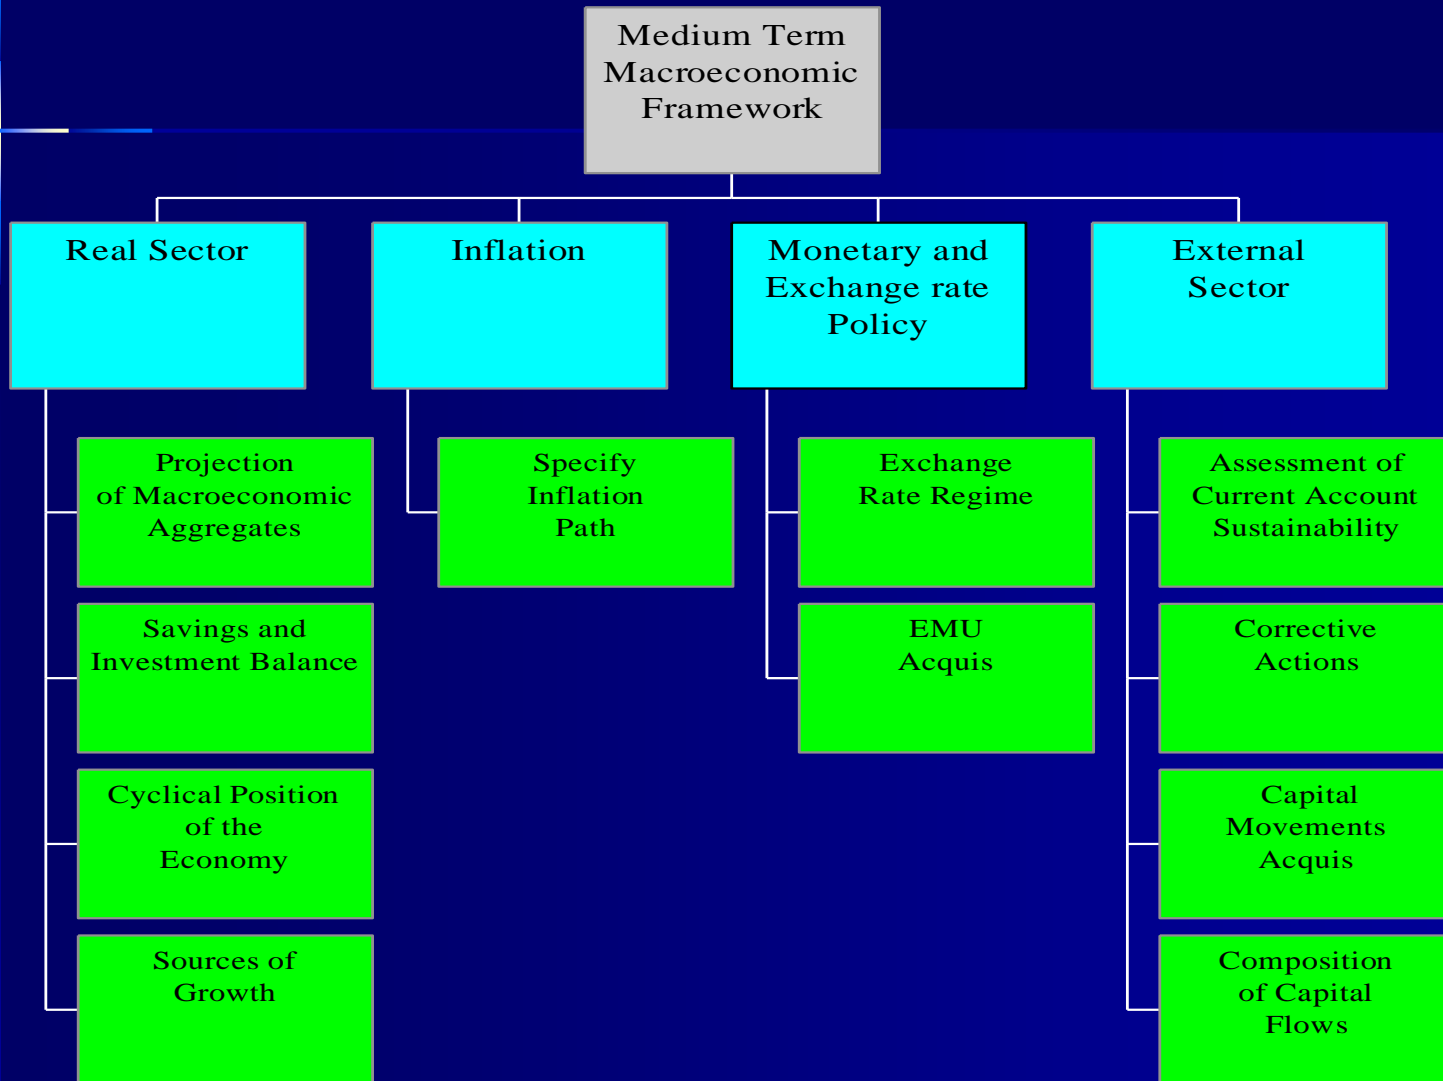 Medium Term
Macroeconomic
Framework
Real Sector
Inflation
Monetary and
Exchange rate
Policy
External
Sector
Projection
of Macroeconomic
Aggregates
Savings and
Investment Balance
Cyclical Position
of the
Economy
Sources of
Growth
Specify
Inflation
Path
Exchange
Rate Regime
EMU
Acquis
Assessment of
Current Account
Sustainability
Corrective
Actions
Capital
Movements
Acquis
Composition
of Capital
Flows